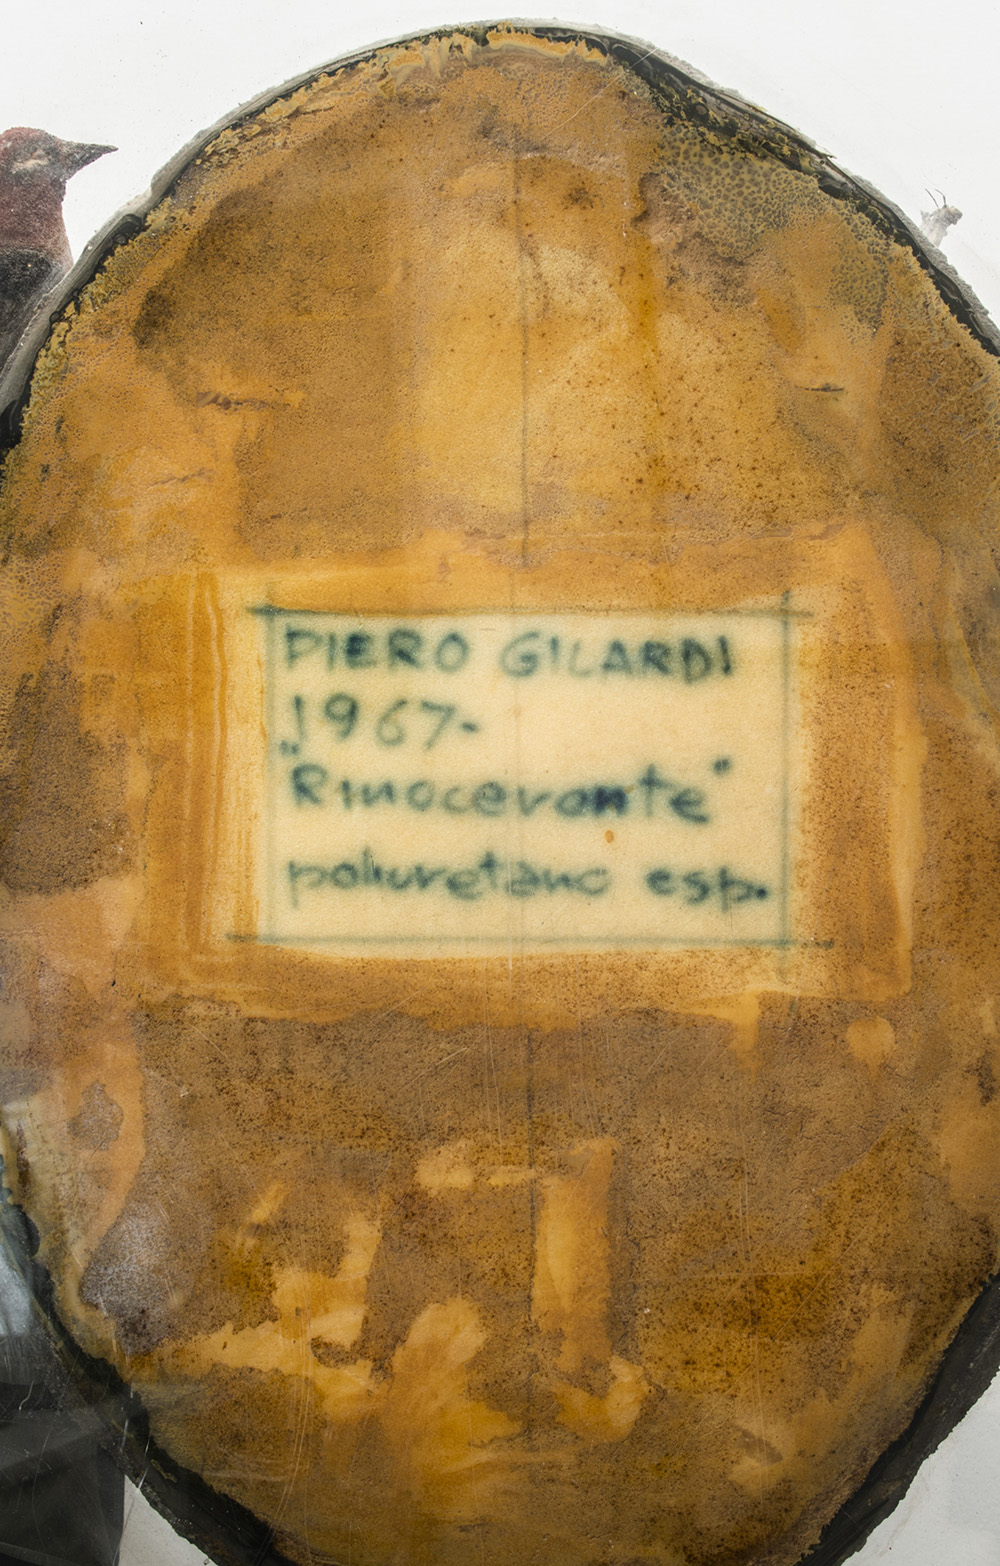 PIERO GILARDI
1967-
"Rinoceronte"
poliuretano esp.